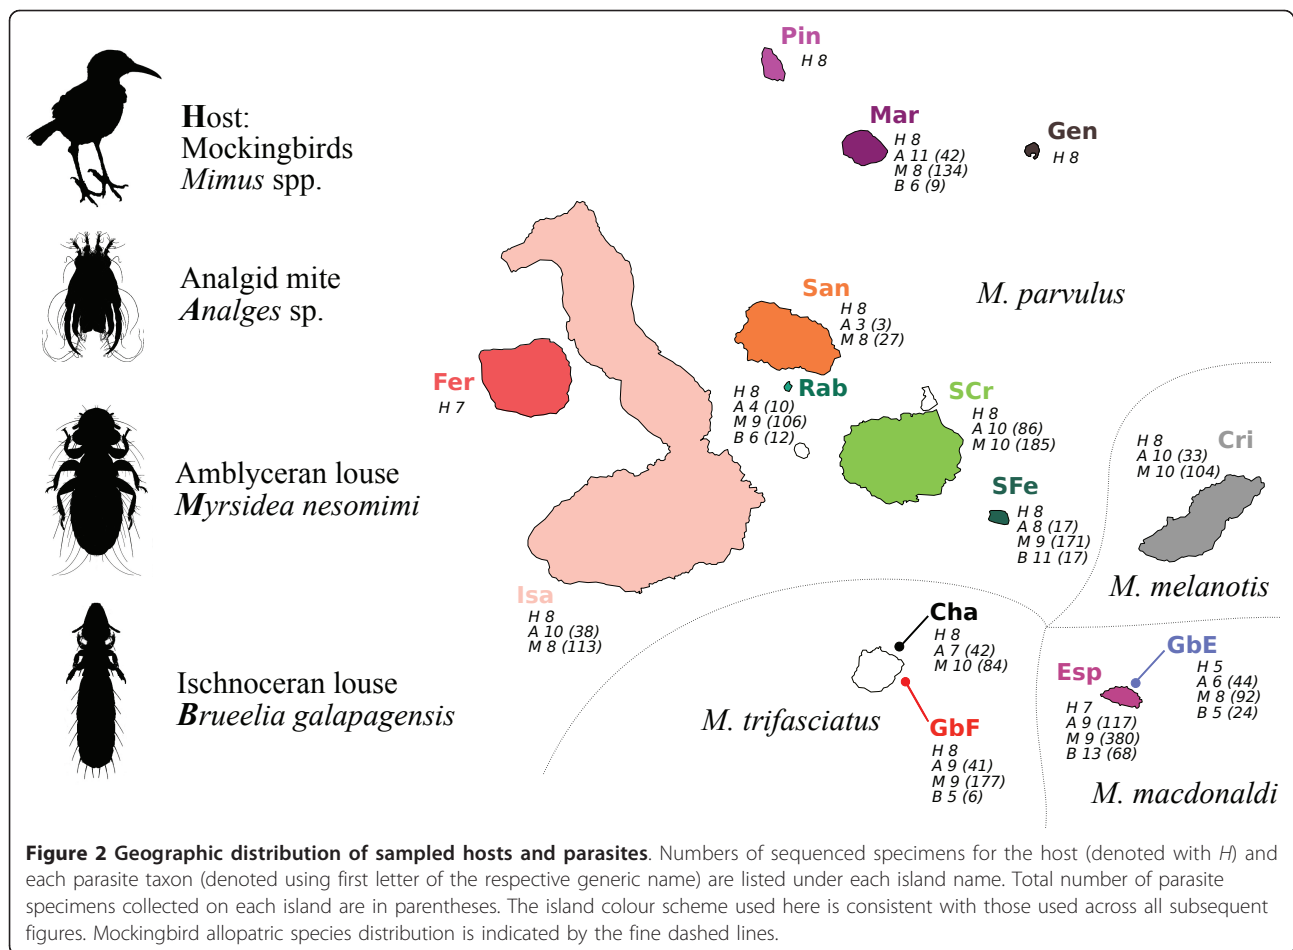 Host:
Mockingbirds
Mimus spp.
Analgid mite
Analges sp.
Amblyceran louse
Myrsidea nesomimi
Ischnoceran louse
Brueelia galapagensis
Pin
H 8
Mar
H 8
A 11 (42)
M 8 (134)
B 6 (9)
Gen
H 8
M. parvulus
San
H 8
A 3 (3)
M 8 (27)
Fer
H 7
Rab
H 8
A 4 (10)
M 9 (106)
B 6 (12)
SCr
H 8
A 10 (86)
M 10 (185)
SFe
H 8
A 8 (17)
M 9 (171)
B 11 (17)
Cri
H 8
A 10 (33)
M 10 (104)
M. melanotis
Isa
H 8
A 10 (38)
M 8 (113)
Cha
H 8
A 7 (42)
M 10 (84)
M. trifasciatus
GbF
H 8
A 9 (41)
M 9 (177)
B 5 (6)
GbE
H 5
A 6 (44)
M 8 (92)
B 5 (24)
Esp
H 7
A 9 (117)
M 9 (380)
B 13 (68)
M. macdonaldi
Figure 2 Geographic distribution of sampled hosts and parasites. Numbers of sequenced specimens for the host (denoted with H) and
each parasite taxon (denoted using first letter of the respective generic name) are listed under each island name. Total number of parasite
specimens collected on each island are in parentheses. The island colour scheme used here is consistent with those used across all subsequent
figures. Mockingbird allopatric species distribution is indicated by the fine dashed lines.